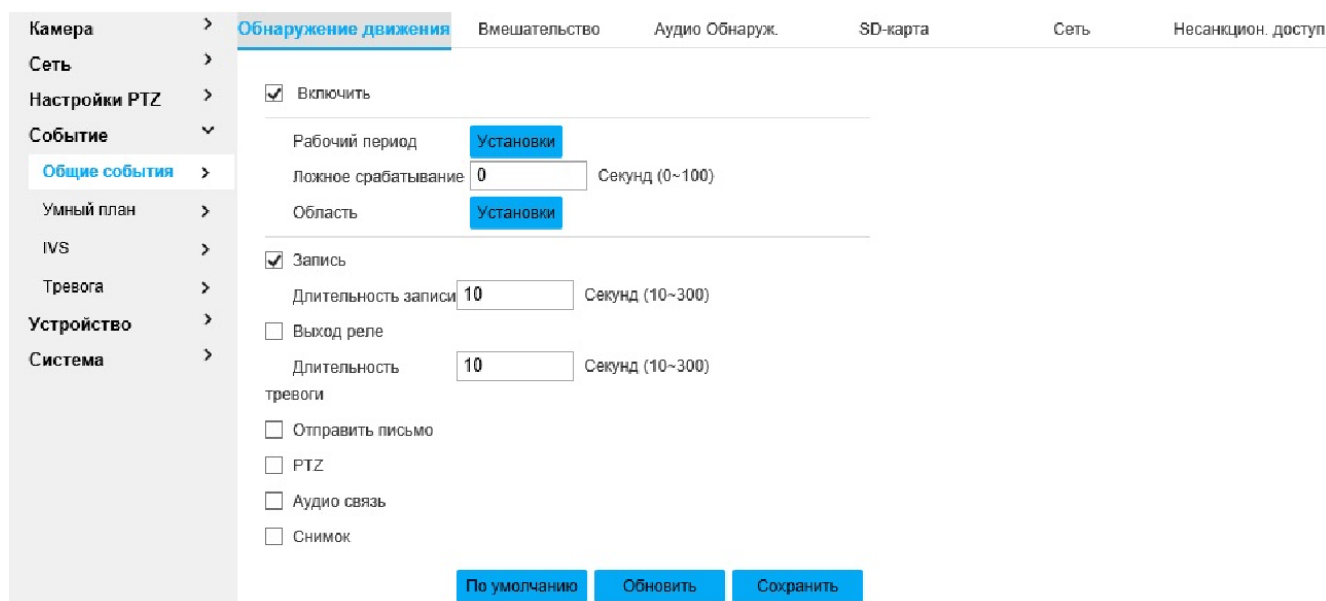 Камера
Сеть
Настройки PTZ
Событие
Общие события
Умный план
IVS
Тревога
Устройство
Система
Обнаружение движения Вмешательство Аудио Обнаруж. SD-карта Сеть Несанкцион. доступ
Включить
Рабочий период Установки
Ложное срабатывание 0 Секунд (0~100)
Область Установки
Запись
Длительность записи 10 Секунд (10~300)
Выход реле
Длительность 10 Секунд (10~300)
тревоги
Отправить письмо
PTZ
Аудио связь
Снимок
По умолчанию Обновить Сохранить